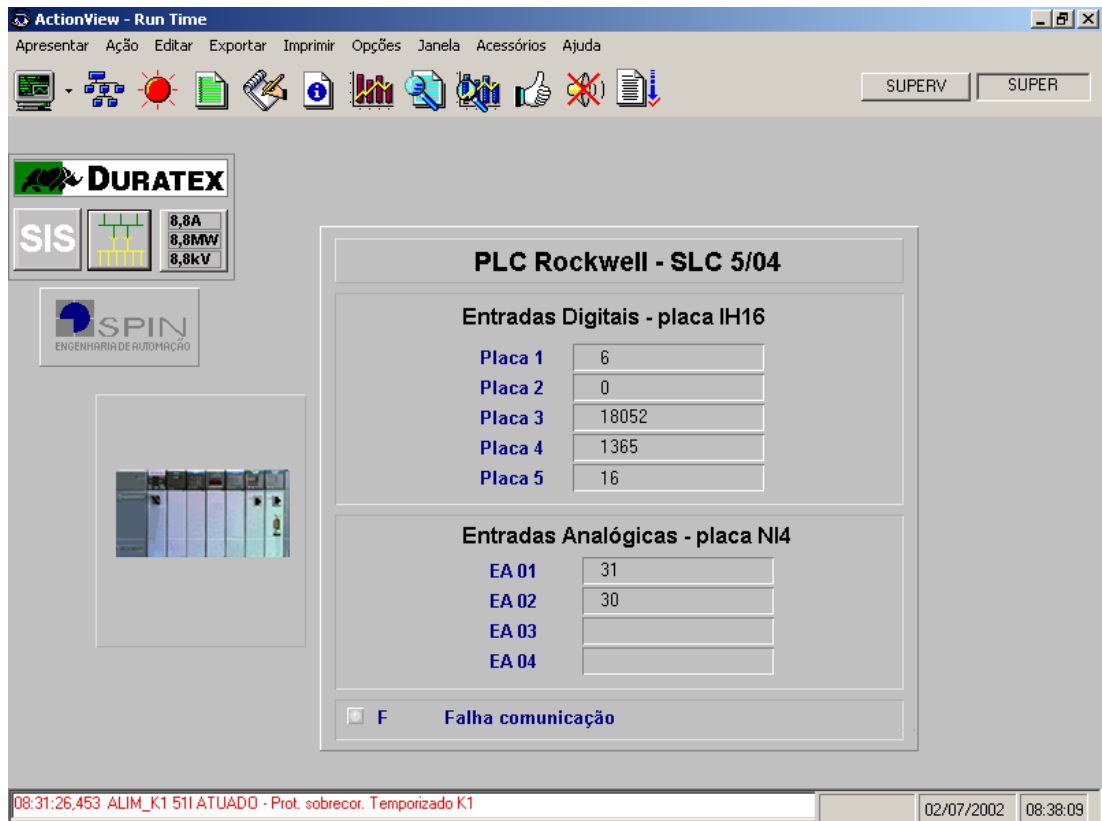 ActionView - Run Time
Apresentar Ação Editar Exportar Imprimir Opções Janela Acessórios Ajuda
SUPERV SUPER
DURATEX
SIS
8,8A
8,8MW
8,8kV
SPIN
ENGENHARIA DE AUTOMAÇÃO
PLC Rockwell - SLC 5/04
Entradas Digitais - placa IH16
Placa 1 6
Placa 2 0
Placa 3 18052
Placa 4 1365
Placa 5 16
Entradas Analógicas - placa NI4
EA 01 31
EA 02 30
EA 03
EA 04
F Falha comunicação
08:31:26,453 ALIM_K1 51I ATUADO - Prot. sobrecor. Temporizado K1
02/07/2002 08:38:09